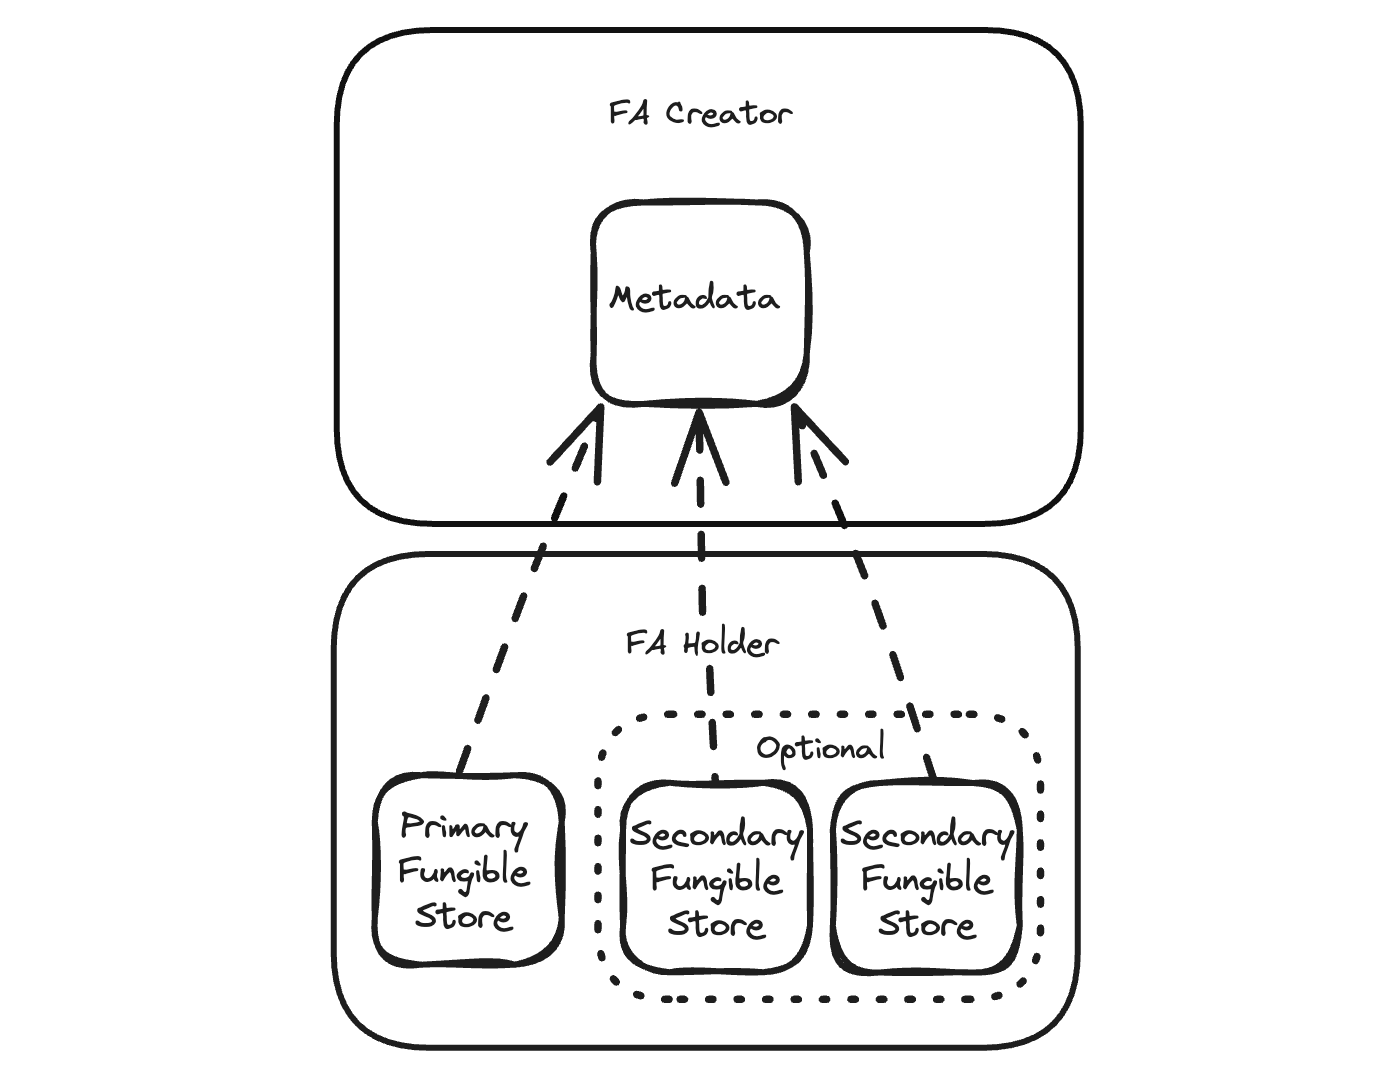 FA Creator
Metadata
FA Holder
Optional
Primary
Fungible
Store
Secondary
Fungible
Store
Secondary
Fungible
Store